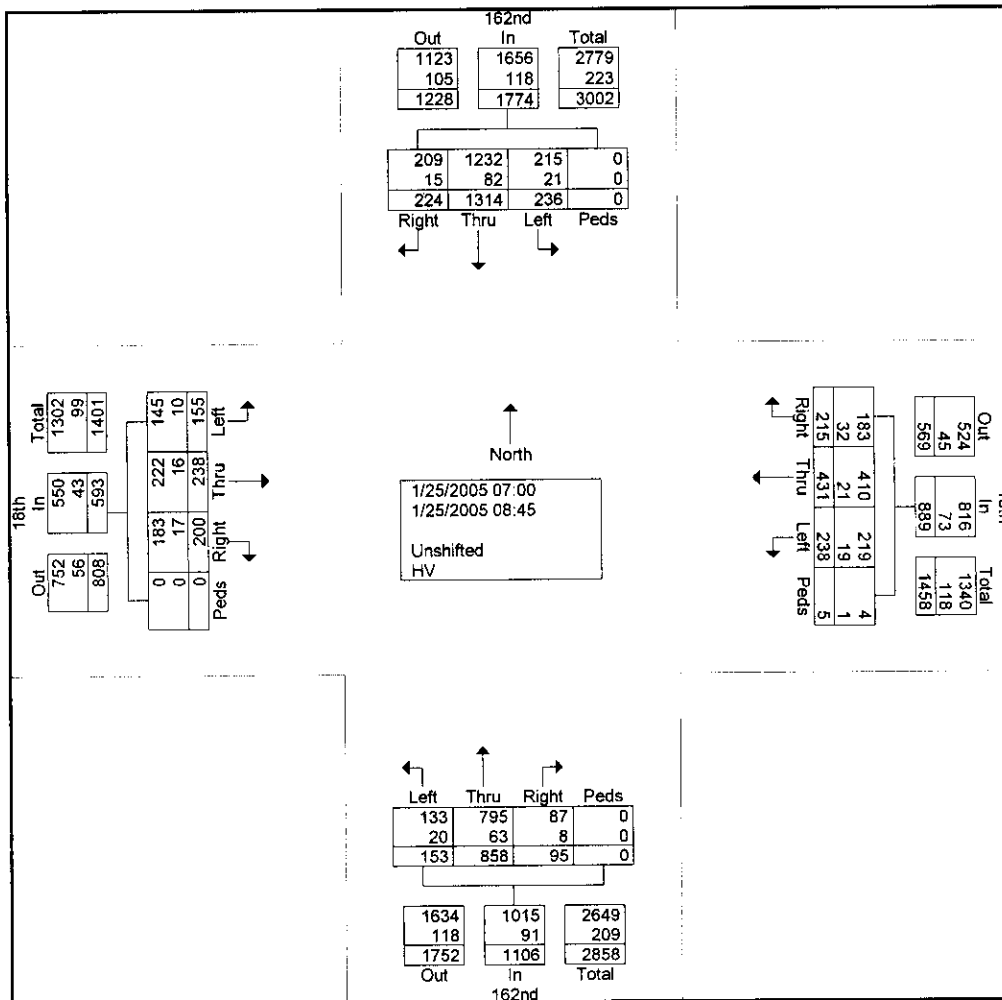 162nd
Out In Total
1123 1656 2779
105 118 223
1228 1774 3002
209 1232 215 0
15 82 21 0
224 1314 236 0
Right Thru Left Peds
Total In Out
1302 550 752
99 43 56
1401 593 808
18th
145 222 183 0
10 16 17 0
155 238 200 0
Left Thru Right Peds
North
1/25/2005 07:00
1/25/2005 08:45
Unshifted
HV
Right Thru Left Peds
215 431 238 5
32 21 19 1
183 410 219 4
Out In Total
524 816 1340
45 73 118
569 889 1458
Left Thru Right Peds
133 795 87 0
20 63 8 0
153 858 95 0
1634 1015 2649
118 91 209
1752 1106 2858
Out In Total
162nd